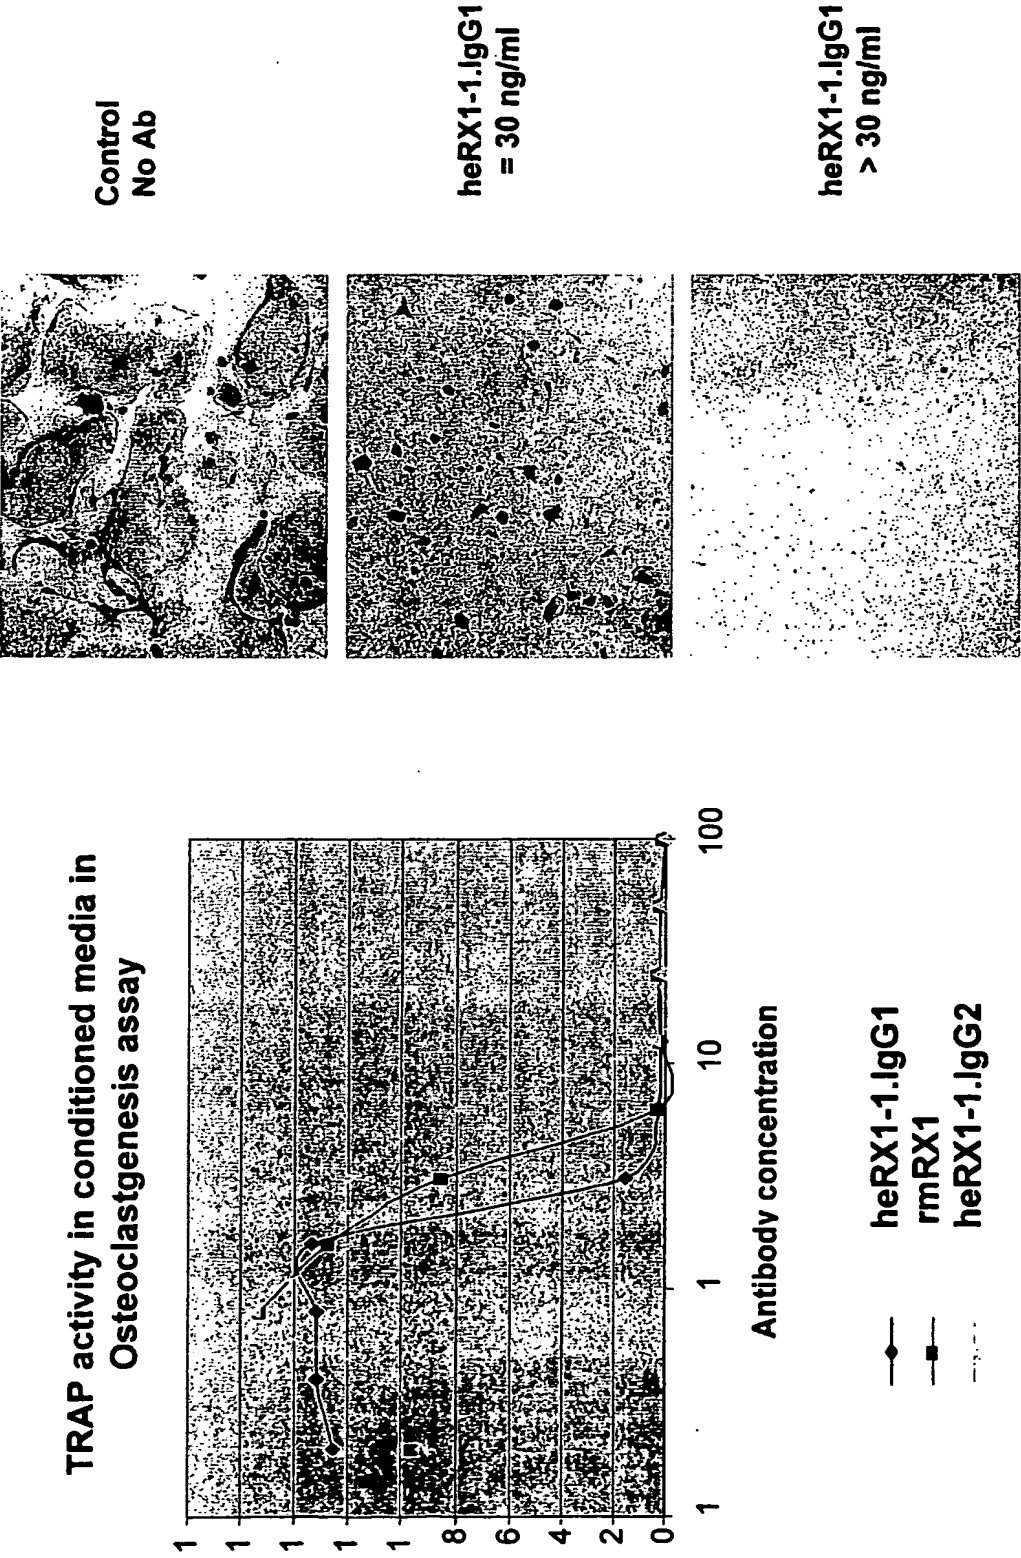 TRAP activity in conditioned media in
Osteoclastgenesis assay
1
1
1
1
1
8
6
4
2
0
1
1
10
100
Antibody concentration
heRX1-1.IgG1
rmRX1
heRX1-1.IgG2
Control
No Ab
heRX1-1.IgG1
= 30 ng/ml
heRX1-1.IgG1
> 30 ng/ml